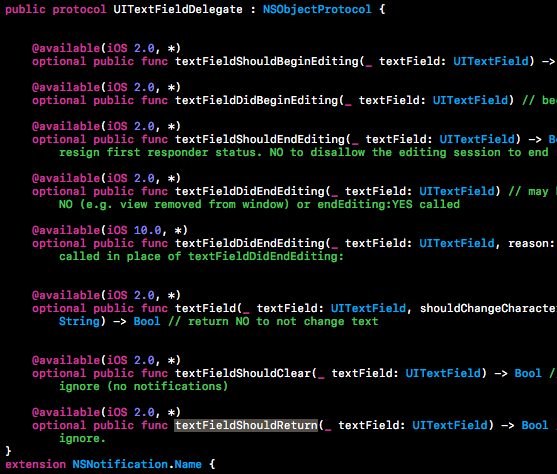 public protocol UITextFieldDelegate : NSObjectProtocol {
@available(iOS 2.0, *)
optional public func textFieldShouldBeginEditing(_ textField: UITextField) ->
@available(iOS 2.0, *)
optional public func textFieldDidBeginEditing(_ textField: UITextField) // be
@available(iOS 2.0, *)
optional public func textFieldShouldEndEditing(_ textField: UITextField) -> B
resign first responder status. NO to disallow the editing session to end
@available(iOS 2.0, *)
optional public func textFieldDidEndEditing(_ textField: UITextField) // may
NO (e.g. view removed from window) or endEditing:YES called
@available(iOS 10.0, *)
optional public func textFieldDidEndEditing(_ textField: UITextField, reason:
called in place of textFieldDidEndEditing:
@available(iOS 2.0, *)
optional public func textField(_ textField: UITextField, shouldChangeCharacte
String) -> Bool // return NO to not change text
@available(iOS 2.0, *)
optional public func textFieldShouldClear(_ textField: UITextField) -> Bool /
ignore (no notifications)
@available(iOS 2.0, *)
optional public func textFieldShouldReturn(_ textField: UITextField) -> Bool
ignore.
}
extension NSNotification.Name {